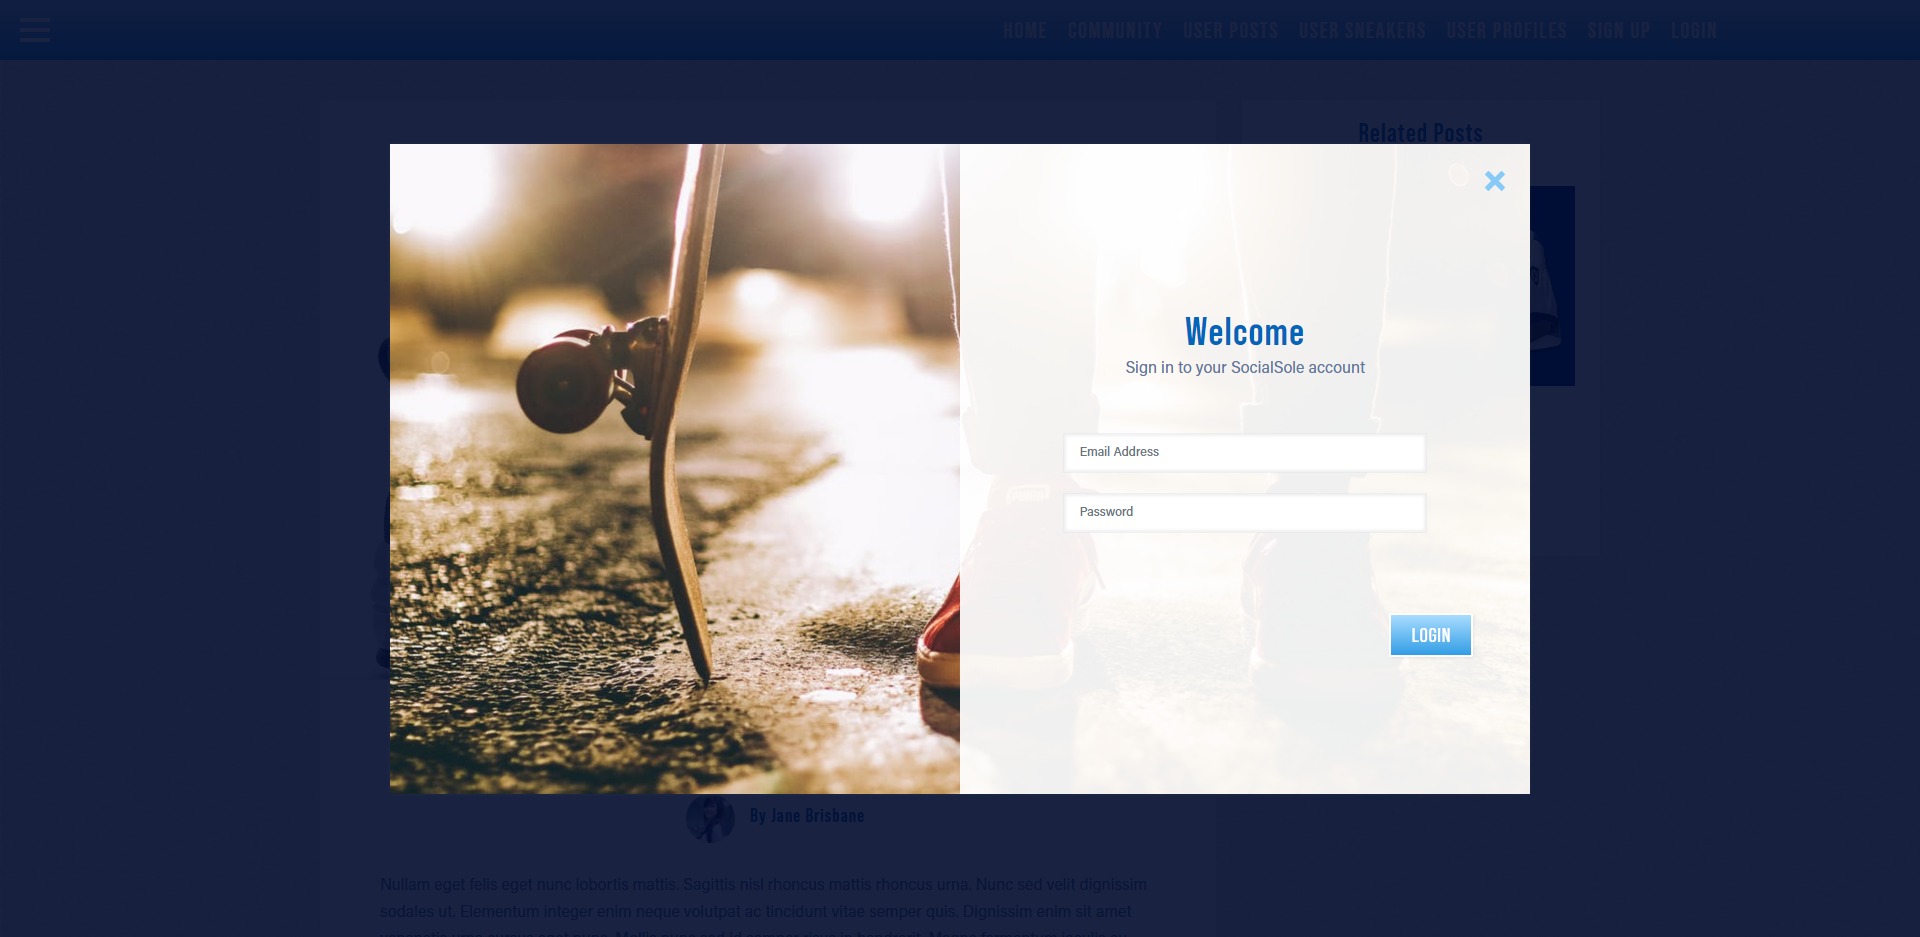 HOME COMMUNITY USER POSTS USER SNEAKERS USER PROFILES SIGN UP LOGIN
Related Posts
Welcome
Sign in to your SocialSole account
Email Address
Password
LOGIN
By Jane Brisbane
Nullam eget felis eget nunc lobortis mattis. Sagittis nisl rhoncus mattis rhoncus urna. Nunc sed velit dignissim
sodales ut. Elementum integer enim neque volutpat ac tincidunt vitae semper quis. Dignissim enim sit amet